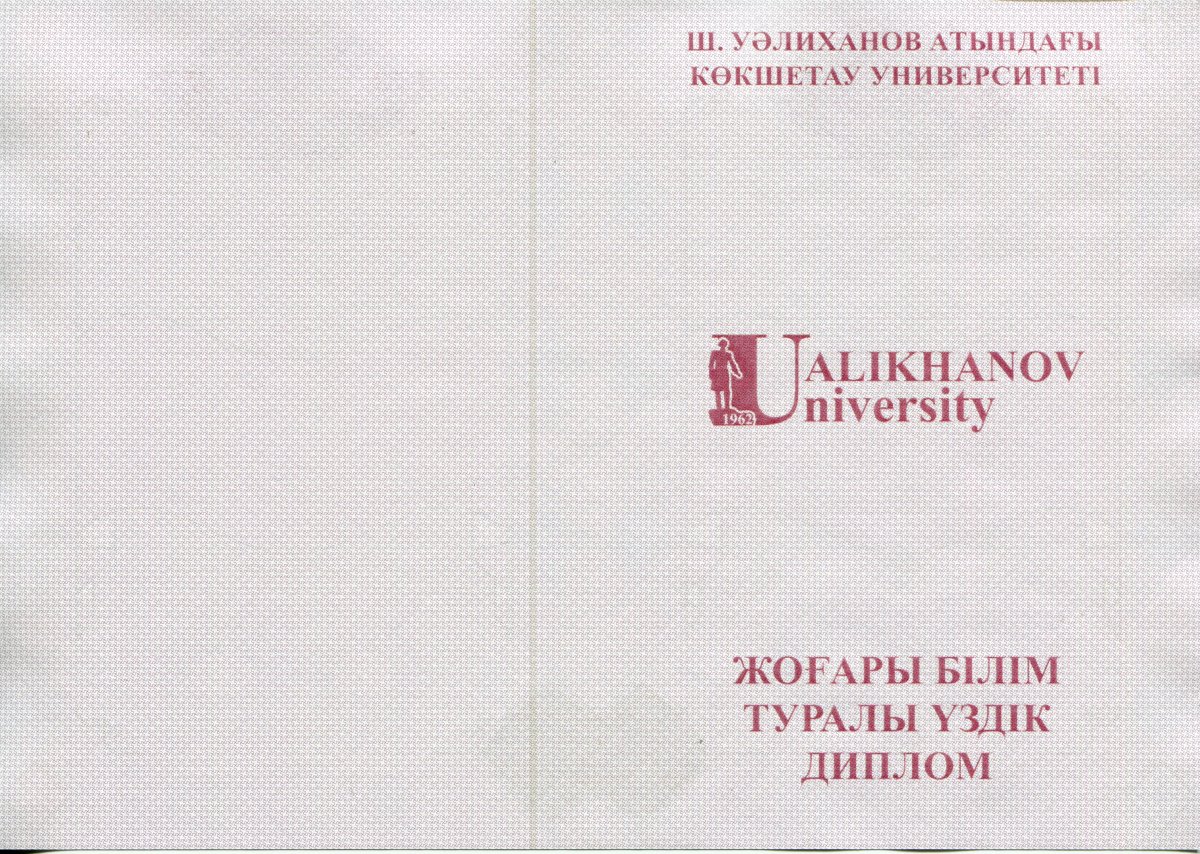 Ш. УӘЛИХАНОВ АТЫНДАҒЫ
КӨКШЕТАУ УНИВЕРСИТЕТІ
UALIKHANOV
University
1962
ЖОҒАРЫ БІЛІМ
ТУРАЛЫ ҮЗДІК
ДИПЛОМ